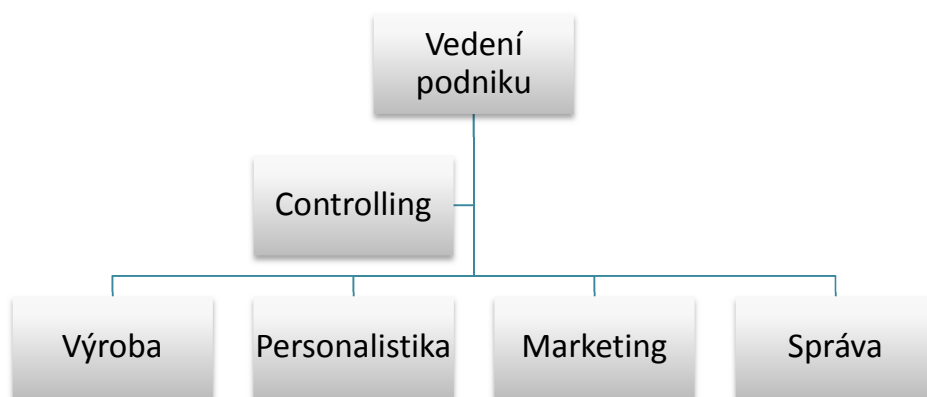 Vedení
podniku
Controlling
Výroba
Personalistika
Marketing
Správa